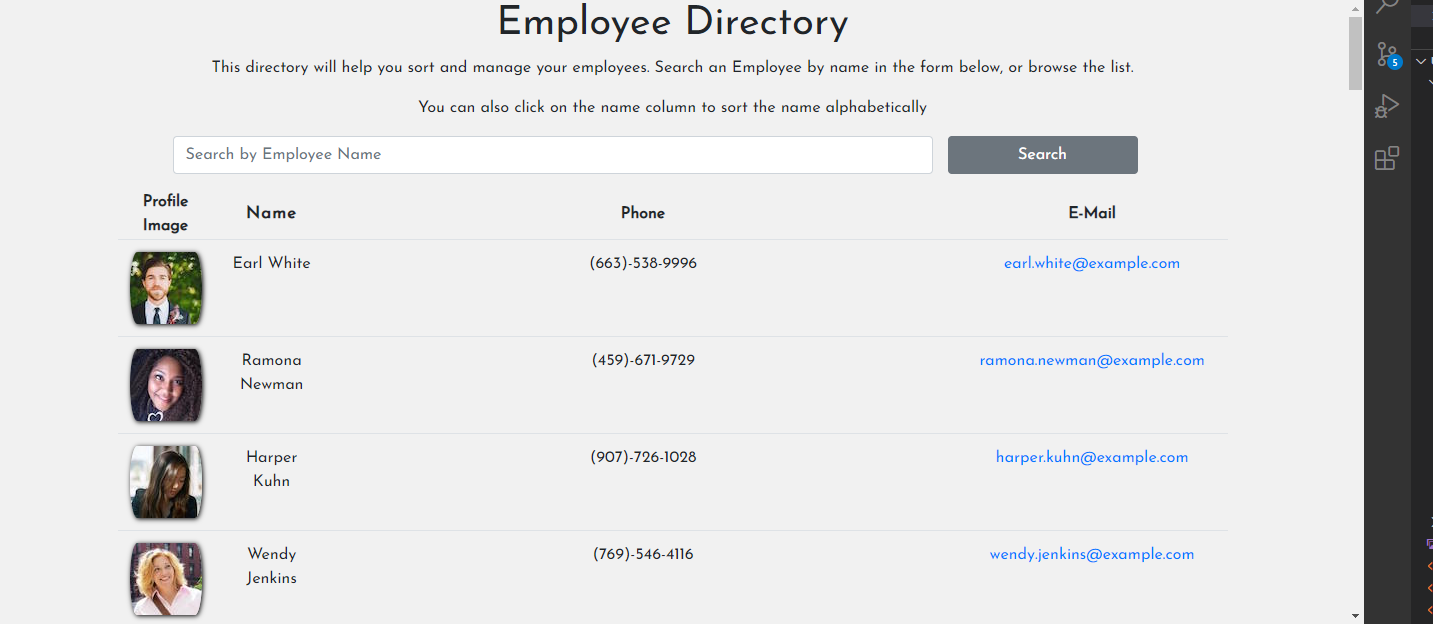 Employee Directory
This directory will help you sort and manage your employees. Search an Employee by name in the form below, or browse the list.
You can also click on the name column to sort the name alphabetically
Search by Employee Name
Search
Profile
Image
Name
Phone
E-Mail
Earl White
(663)-538-9996
earl.white@example.com
Ramona
Newman
(459)-671-9729
ramona.newman@example.com
Harper
Kuhn
(907)-726-1028
harper.kuhn@example.com
Wendy
Jenkins
(769)-546-4116
wendy.jenkins@example.com
5